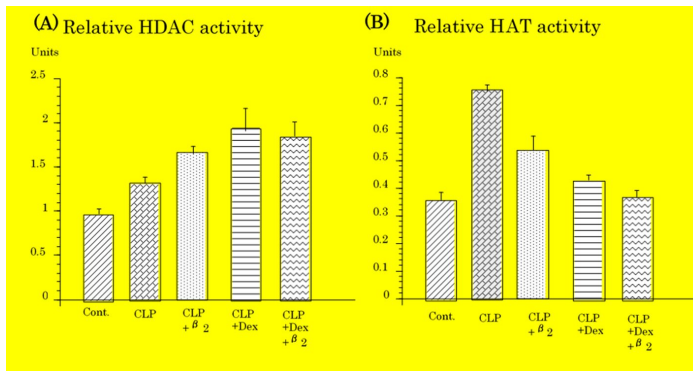 (A) Relative HDAC activity
Units
2.5
2
1.5
1
0.5
0
Cont.
CLP
CLP
+ β 2
CLP
+Dex
CLP
+Dex
+ β 2
(B) Relative HAT activity
Units
0.8
0.7
0.6
0.5
0.4
0.3
0.2
0.1
0
Cont.
CLP
CLP
+ β 2
CLP
+Dex
CLP
+Dex
+ β 2